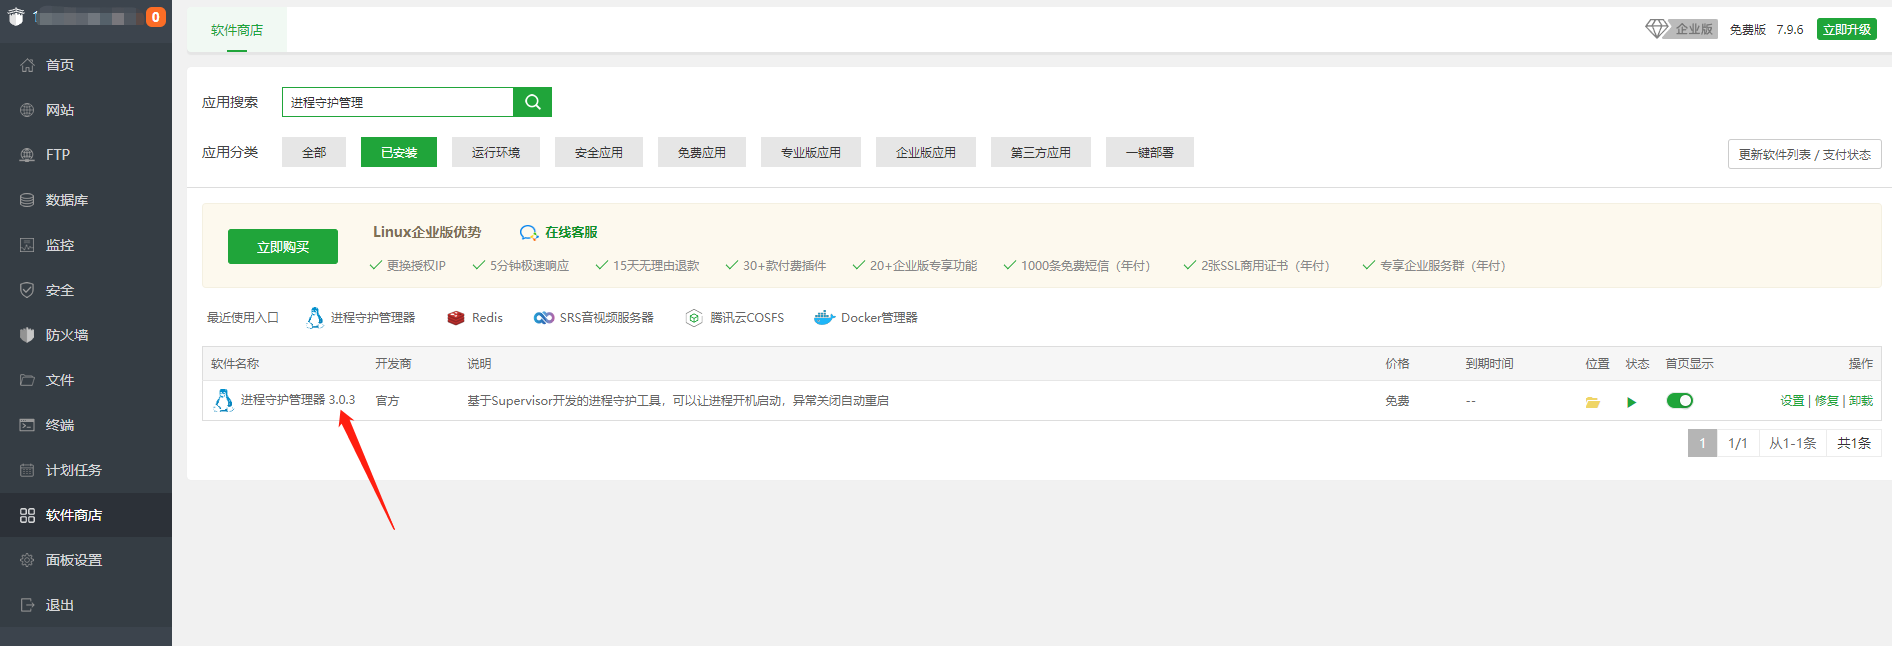 0
软件商店
企业版 免费版 7.9.6 立即升级
首页
网站
FTP
数据库
监控
安全
防火墙
文件
终端
计划任务
软件商店
面板设置
退出
应用搜索 进程守护管理
应用分类 全部 已安装 运行环境 安全应用 免费应用 专业版应用 企业版应用 第三方应用 一键部署
更新软件列表 / 支付状态
立即购买
Linux企业版优势 在线客服
更换授权IP 5分钟极速响应 15天无理由退款 30+款付费插件 20+企业版专享功能 1000条免费短信（年付） 2张SSL商用证书（年付） 专享企业服务群（年付）
最近使用入口 进程守护管理器 Redis SRS音视频服务器 腾讯云COSFS Docker管理器
软件名称 开发商 说明 价格 到期时间 位置 状态 首页显示 操作
进程守护管理器 3.0.3 官方 基于Supervisor开发的进程守护工具，可以让进程开机启动，异常关闭自动重启 免费 -- 设置 | 修复 | 卸载
1 1/1 从1-1条 共1条